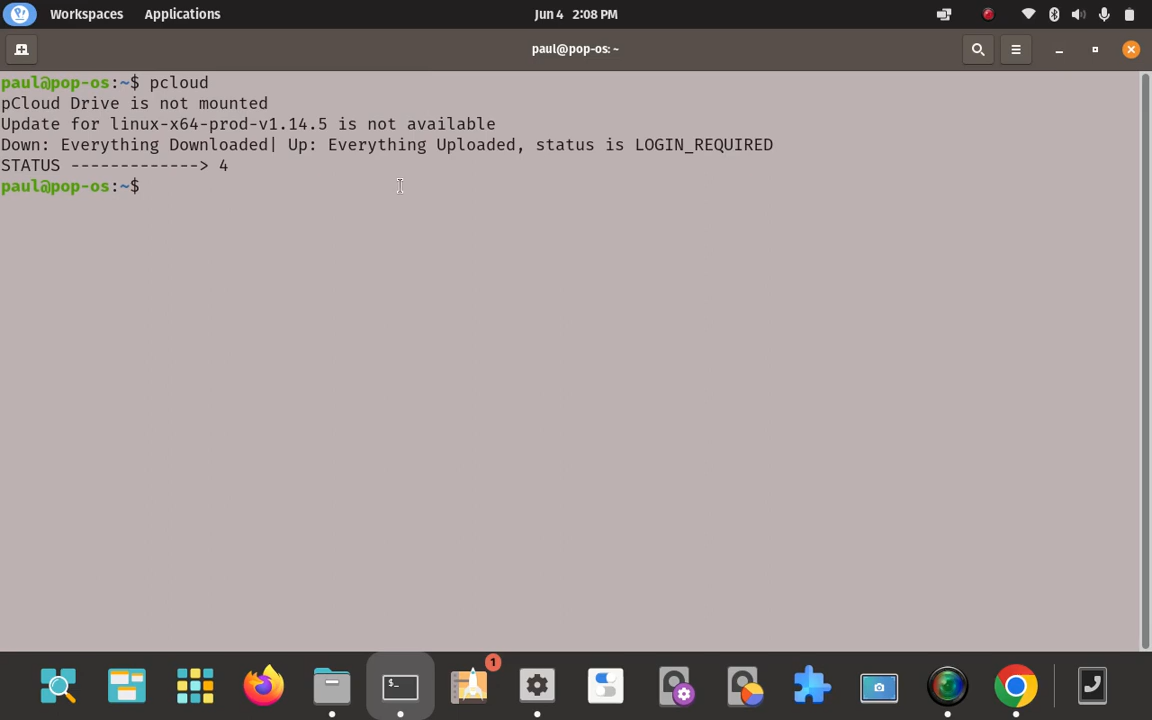 Workspaces Applications Jun 4 2:08 PM
paul@pop-os: ~
paul@pop-os:~$ pcloud
pCloud Drive is not mounted
Update for linux-x64-prod-v1.14.5 is not available
Down: Everything Downloaded| Up: Everything Uploaded, status is LOGIN_REQUIRED
STATUS -------------> 4
paul@pop-os:~$
1
$_